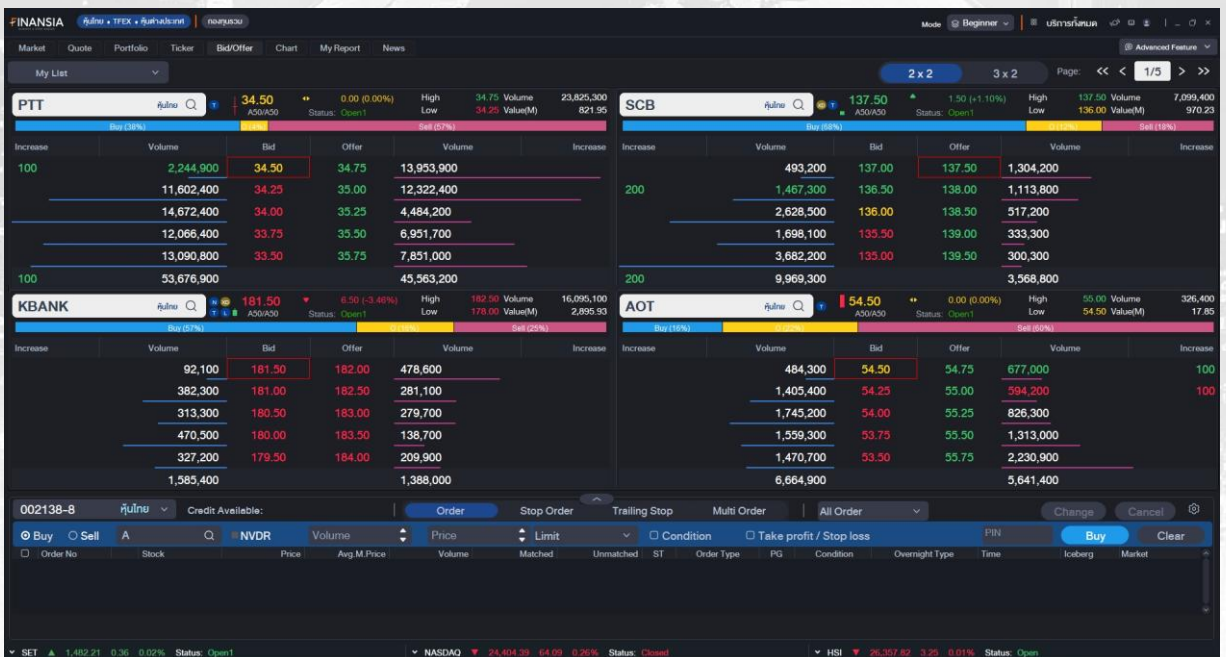 FINANSIA หุ้นไทย • TFEX • หุ้นต่างประเทศ กองทุนรวม Mode Beginner บริการทั้งหมด
Market Quote Portfolio Ticker Bid/Offer Chart My Report News Advanced Feature
My List 2 x 2 3 x 2 Page: << < 1/5 > >>
PTT หุ้นไทย T 34.50 0.00 (0.00%) High 34.75 Volume 23,825,300
A50/A50 Status: Open1 Low 34.25 Value(M) 821.95
Buy (38%) Sell (57%)
Increase Volume Bid Offer Volume Increase
100 2,244,900 34.50 34.75 13,953,900
11,602,400 34.25 35.00 12,322,400
14,672,400 34.00 35.25 4,484,200
12,066,400 33.75 35.50 6,951,700
13,090,800 33.50 35.75 7,851,000
100 53,676,900 45,563,200
SCB หุ้นไทย XD T 137.50 1.50 (+1.10%) High 137.50 Volume 7,099,400
A50/A50 Status: Open1 Low 136.00 Value(M) 970.23
Buy (68%) O (12%) Sell (18%)
Increase Volume Bid Offer Volume Increase
493,200 137.00 137.50 1,304,200
200 1,467,300 136.50 138.00 1,113,800
2,628,500 136.00 138.50 517,200
1,698,100 135.50 139.00 333,300
3,682,200 135.00 139.50 300,300
200 9,969,300 3,568,800
KBANK หุ้นไทย N XD T L 181.50 6.50 (-3.46%) High 182.50 Volume 16,095,100
A50/A50 Status: Open1 Low 178.00 Value(M) 2,895.93
Buy (57%) Sell (25%)
Increase Volume Bid Offer Volume Increase
92,100 181.50 182.00 478,600
382,300 181.00 182.50 281,100
313,300 180.50 183.00 279,700
470,500 180.00 183.50 138,700
327,200 179.50 184.00 209,900
1,585,400 1,388,000
AOT หุ้นไทย T 54.50 0.00 (0.00%) High 55.00 Volume 326,400
A50/A50 Status: Open1 Low 54.50 Value(M) 17.85
Buy (16%) O (22%) Sell (60%)
Increase Volume Bid Offer Volume Increase
484,300 54.50 54.75 677,000 100
1,405,400 54.25 55.00 594,200 100
1,745,200 54.00 55.25 826,300
1,559,300 53.75 55.50 1,313,000
1,470,700 53.50 55.75 2,230,900
6,664,900 5,641,400
002138-8 หุ้นไทย Credit Available: Order Stop Order Trailing Stop Multi Order All Order Change Cancel
Buy Sell A NVDR Volume Price Limit Condition Take profit / Stop loss PIN Buy Clear
Order No Stock Price Avg.M.Price Volume Matched Unmatched ST Order Type PG Condition Overnight Type Time Iceberg Market
SET ▲ 1,482.21 0.36 0.02% Status: Open1 NASDAQ ▼ 24,404.39 64.09 0.26% Status: Closed HSI ▼ 26,357.82 3.25 0.01% Status: Open